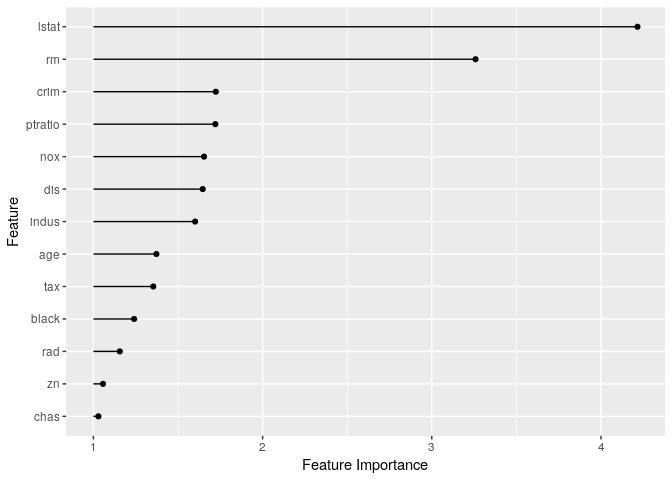 lstat
rm
crim
ptratio
nox
dis
indus
age
tax
black
rad
zn
chas
Feature
1 2 3 4
Feature Importance